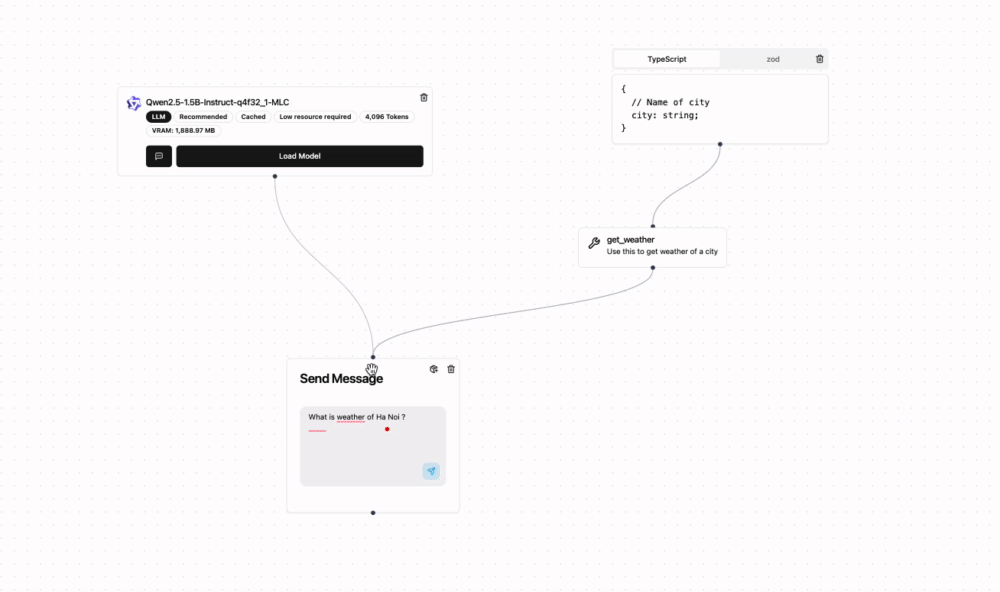 Qwen2.5-1.5B-Instruct-q4f32_1-MLC
LLM Recommended Cached Low resource required 4,096 Tokens
VRAM: 1,888.97 MB
Load Model
TypeScript zod
{
// Name of city
city: string;
}
get_weather
Use this to get weather of a city
Send Message
What is weather of Ha Noi ?